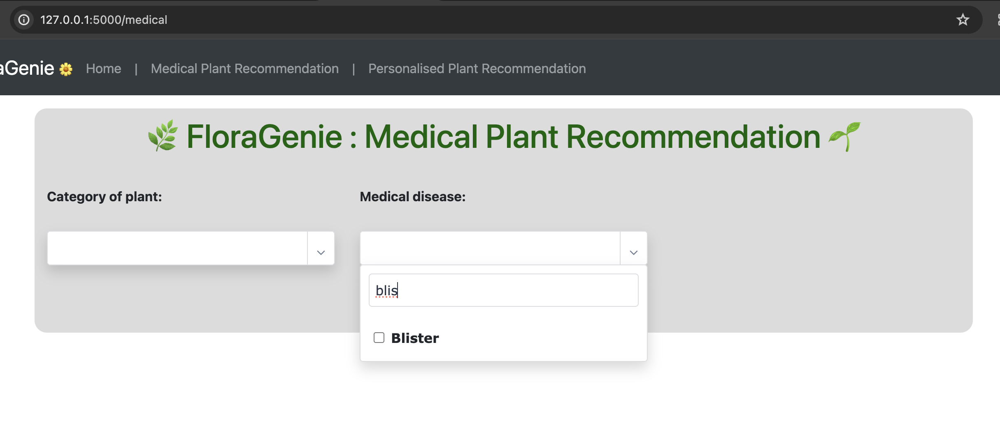 127.0.0.1:5000/medical
aGenie 🌼 Home | Medical Plant Recommendation | Personalised Plant Recommendation
🌿 FloraGenie : Medical Plant Recommendation 🌱
Category of plant: Medical disease:
blis
Blister